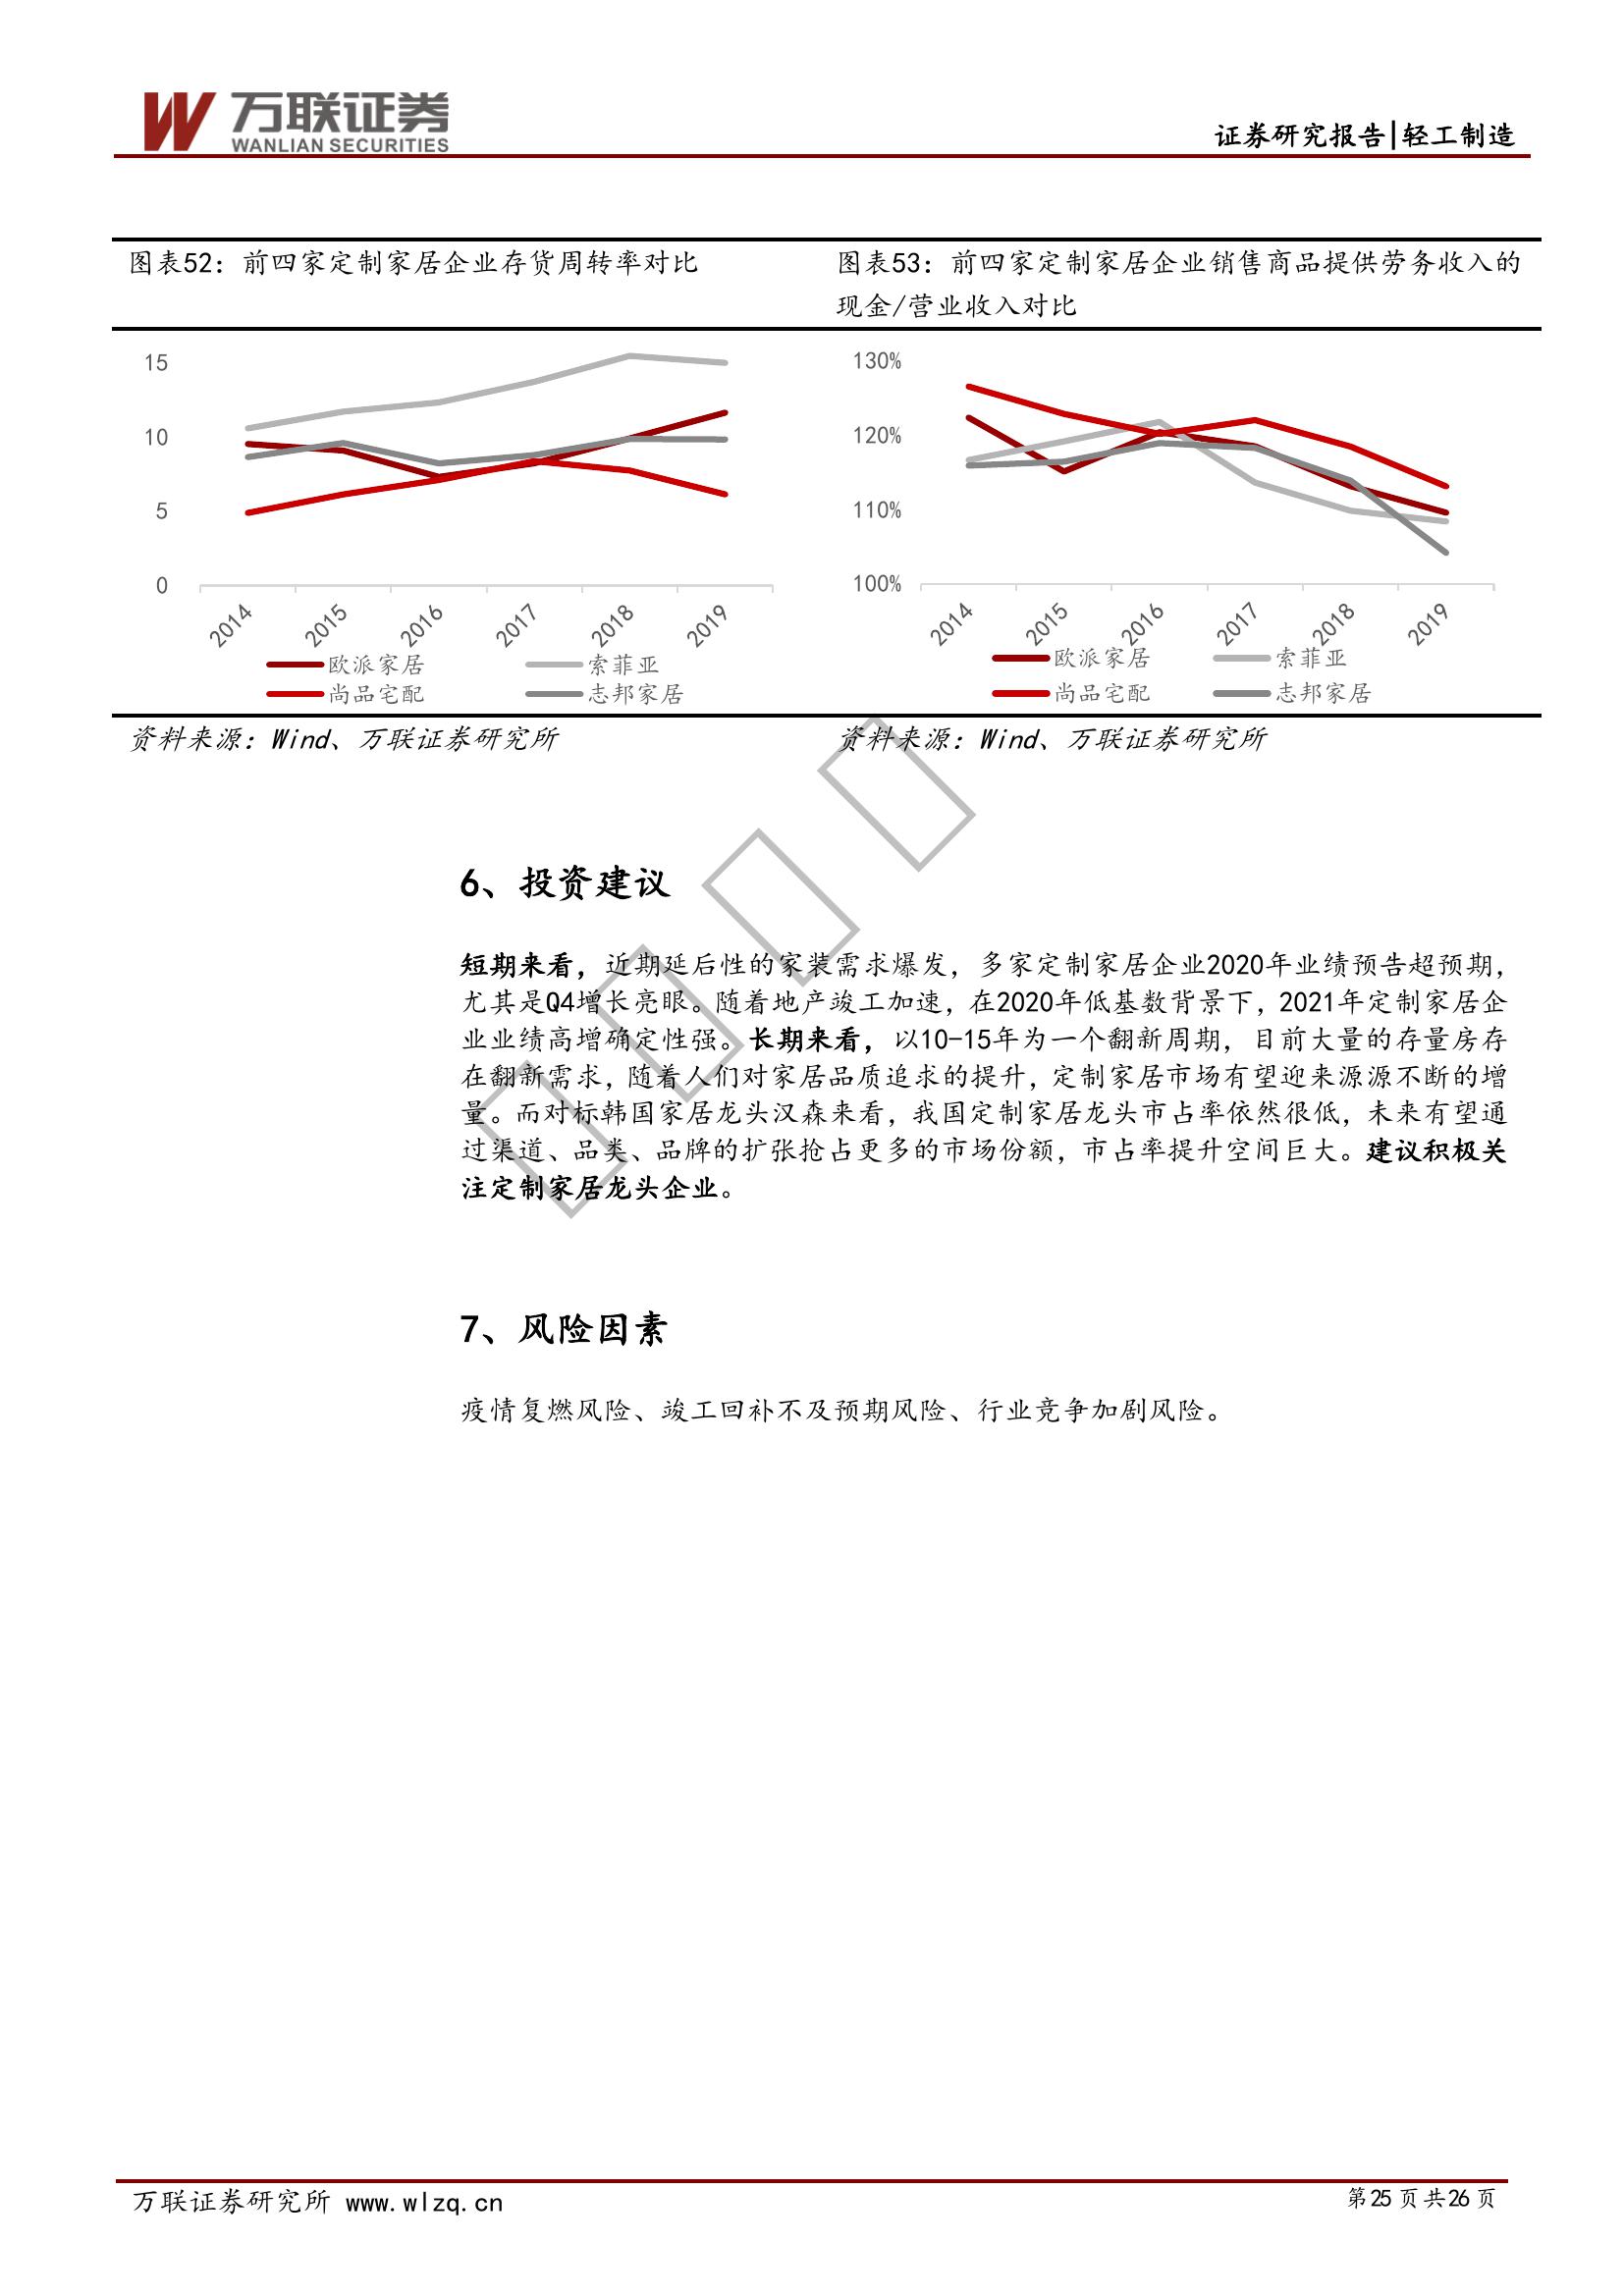 万联证券
WANLIAN SECURITIES
证券研究报告|轻工制造
图表52：前四家定制家居企业存货周转率对比
图表53：前四家定制家居企业销售商品提供劳务收入的
现金/营业收入对比
15
10
5
0
2014 2015 2016 2017 2018 2019
欧派家居 索菲亚
尚品宅配 志邦家居
130%
120%
110%
100%
2014 2015 2016 2017 2018 2019
欧派家居 索菲亚
尚品宅配 志邦家居
资料来源：Wind、万联证券研究所
资料来源：Wind、万联证券研究所
6、投资建议
短期来看，近期延后性的家装需求爆发，多家定制家居企业2020年业绩预告超预期，
尤其是Q4增长亮眼。随着地产竣工加速，在2020年低基数背景下，2021年定制家居企
业业绩高增确定性强。长期来看，以10-15年为一个翻新周期，目前大量的存量房存
在翻新需求，随着人们对家居品质追求的提升，定制家居市场有望迎来源源不断的增
量。而对标韩国家居龙头汉森来看，我国定制家居龙头市占率依然很低，未来有望通
过渠道、品类、品牌的扩张抢占更多的市场份额，市占率提升空间巨大。建议积极关
注定制家居龙头企业。
7、风险因素
疫情复燃风险、竣工回补不及预期风险、行业竞争加剧风险。
万联证券研究所 www.wlzq.cn
第25页共26页